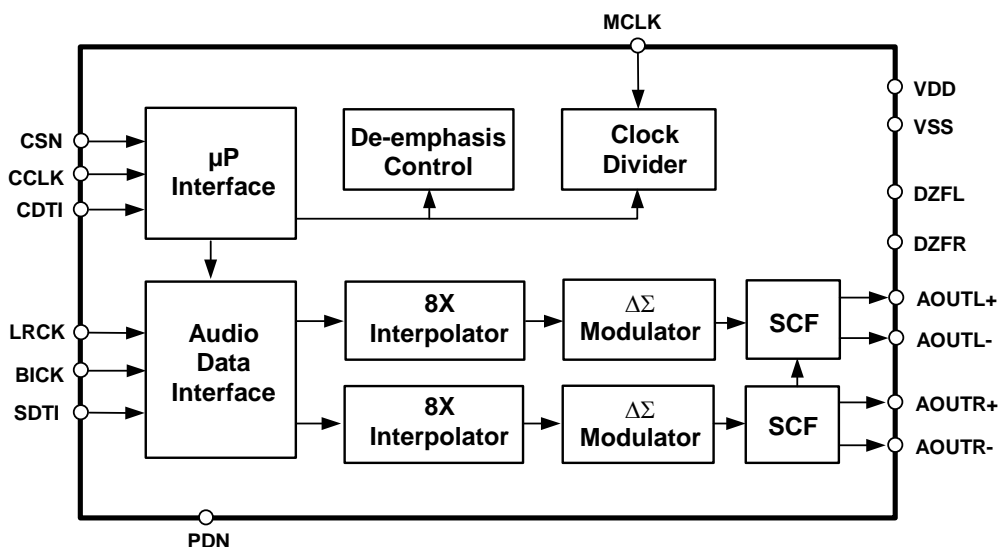 MCLK
VDD
VSS
CSN
CCLK
CDTI
µP
Interface
De-emphasis
Control
Clock
Divider
DZFL
DZFR
LRCK
BICK
SDTI
Audio
Data
Interface
8X
Interpolator
ΔΣ
Modulator
SCF
AOUTL+
AOUTL-
8X
Interpolator
ΔΣ
Modulator
SCF
AOUTR+
AOUTR-
PDN